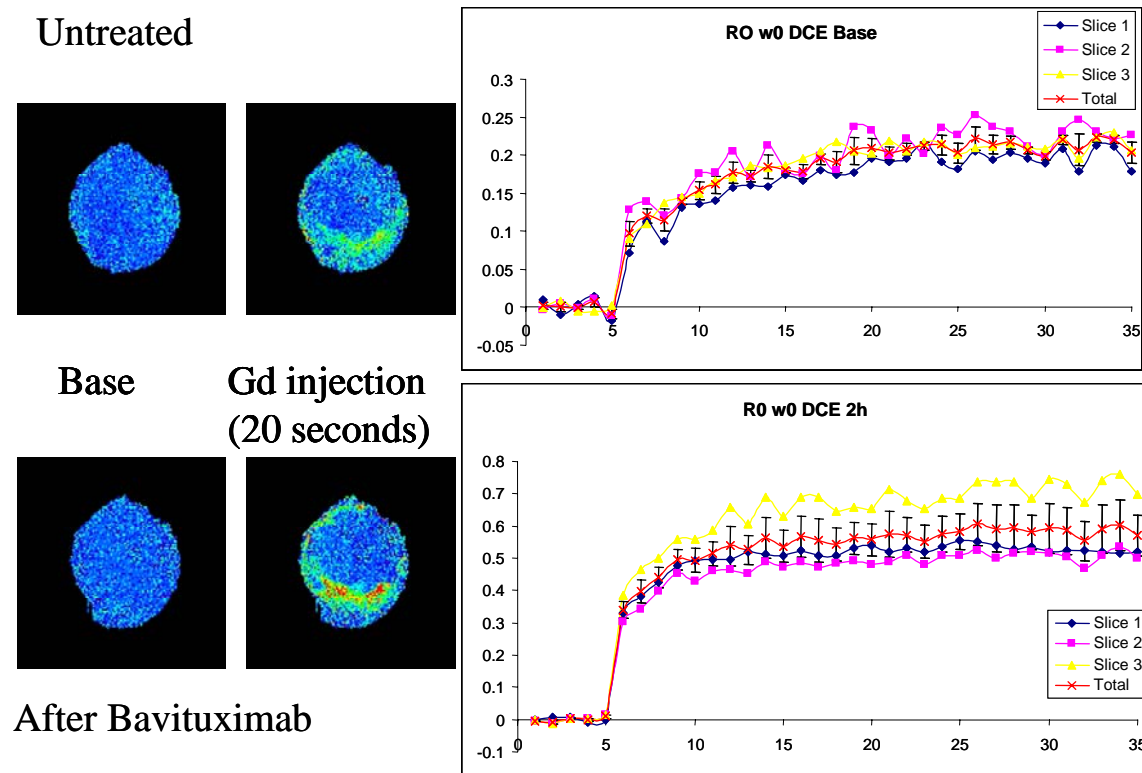 Untreated
Base
Gd injection
(20 seconds)
After Bavituximab
RO w0 DCE Base
Slice 1
Slice 2
Slice 3
Total
0.3
0.25
0.2
0.15
0.1
0.05
0
-0.05
0 5 10 15 20 25 30 35
R0 w0 DCE 2h
Slice 1
Slice 2
Slice 3
Total
0.8
0.7
0.6
0.5
0.4
0.3
0.2
0.1
0
-0.1
0 5 10 15 20 25 30 35